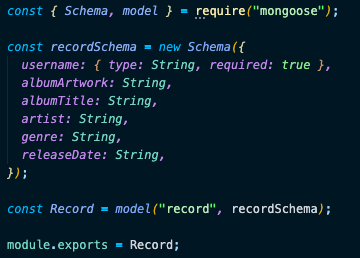 const { Schema, model } = require("mongoose");
const recordSchema = new Schema({
username: { type: String, required: true },
albumArtwork: String,
albumTitle: String,
artist: String,
genre: String,
releaseDate: String,
});
const Record = model("record", recordSchema);
module.exports = Record;